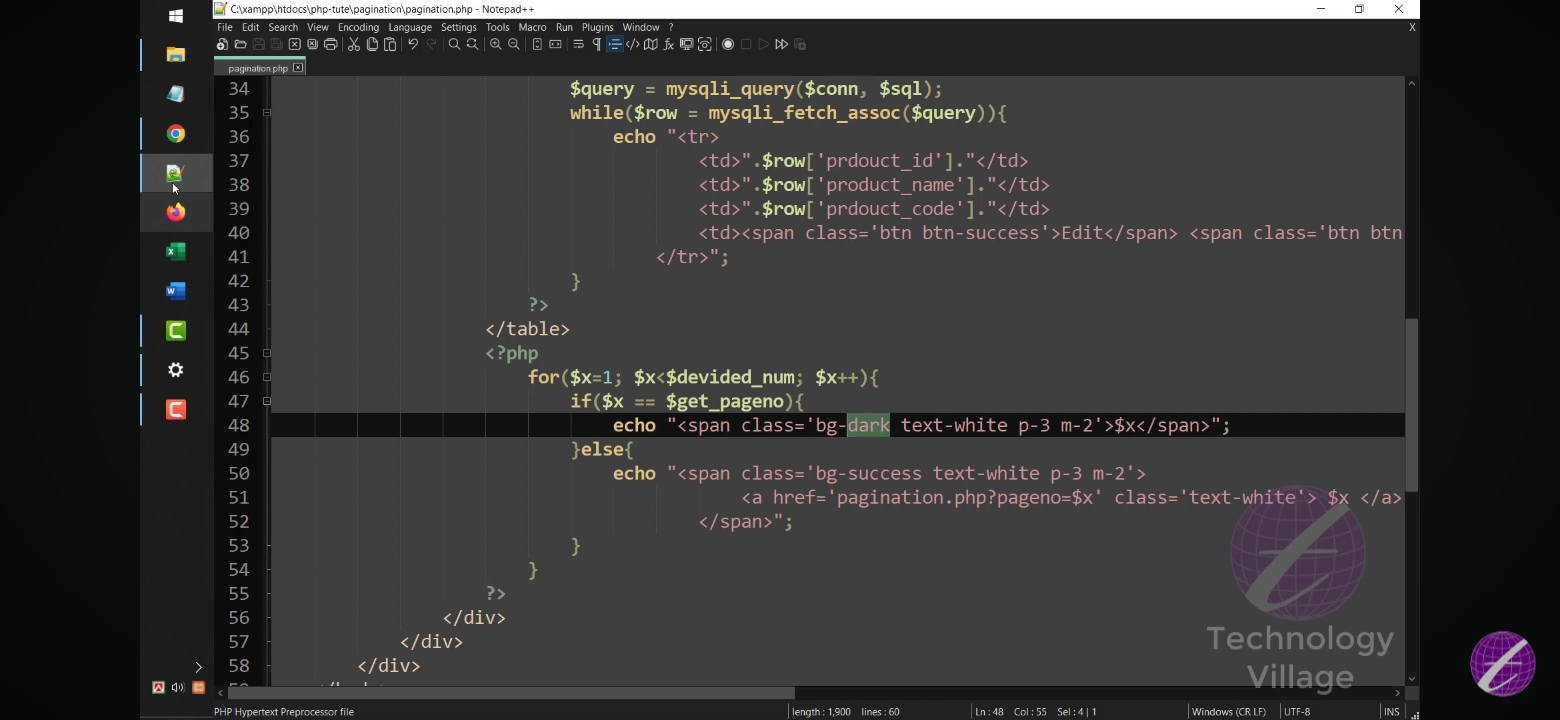 C:\xampp\htdocs\php-tute\pagination\pagination.php - Notepad++
File Edit Search View Encoding Language Settings Tools Macro Run Plugins Window ? X
pagination.php
34 $query = mysqli_query($conn, $sql);
35 while($row = mysqli_fetch_assoc($query)){
36 echo "<tr>
37 <td>".$row['prdouct_id']."</td>
38 <td>".$row['product_name']."</td>
39 <td>".$row['prdouct_code']."</td>
40 <td><span class='btn btn-success'>Edit</span> <span class='btn btn
41 </tr>";
42 }
43 ?>
44 </table>
45 <?php
46 for($x=1; $x<$devided_num; $x++){
47 if($x == $get_pageno){
48 echo "<span class='bg-dark text-white p-3 m-2'>$x</span>";
49 }else{
50 echo "<span class='bg-success text-white p-3 m-2'>
51 <a href='pagination.php?pageno=$x' class='text-white'> $x </a>
52 </span>";
53 }
54 }
55 ?>
56 </div>
57 </div>
58 </div>
Technology
Village
PHP Hypertext Preprocessor file length : 1,900 lines : 60 Ln : 48 Col : 55 Sel : 4 | 1 Windows (CR LF) UTF-8 INS